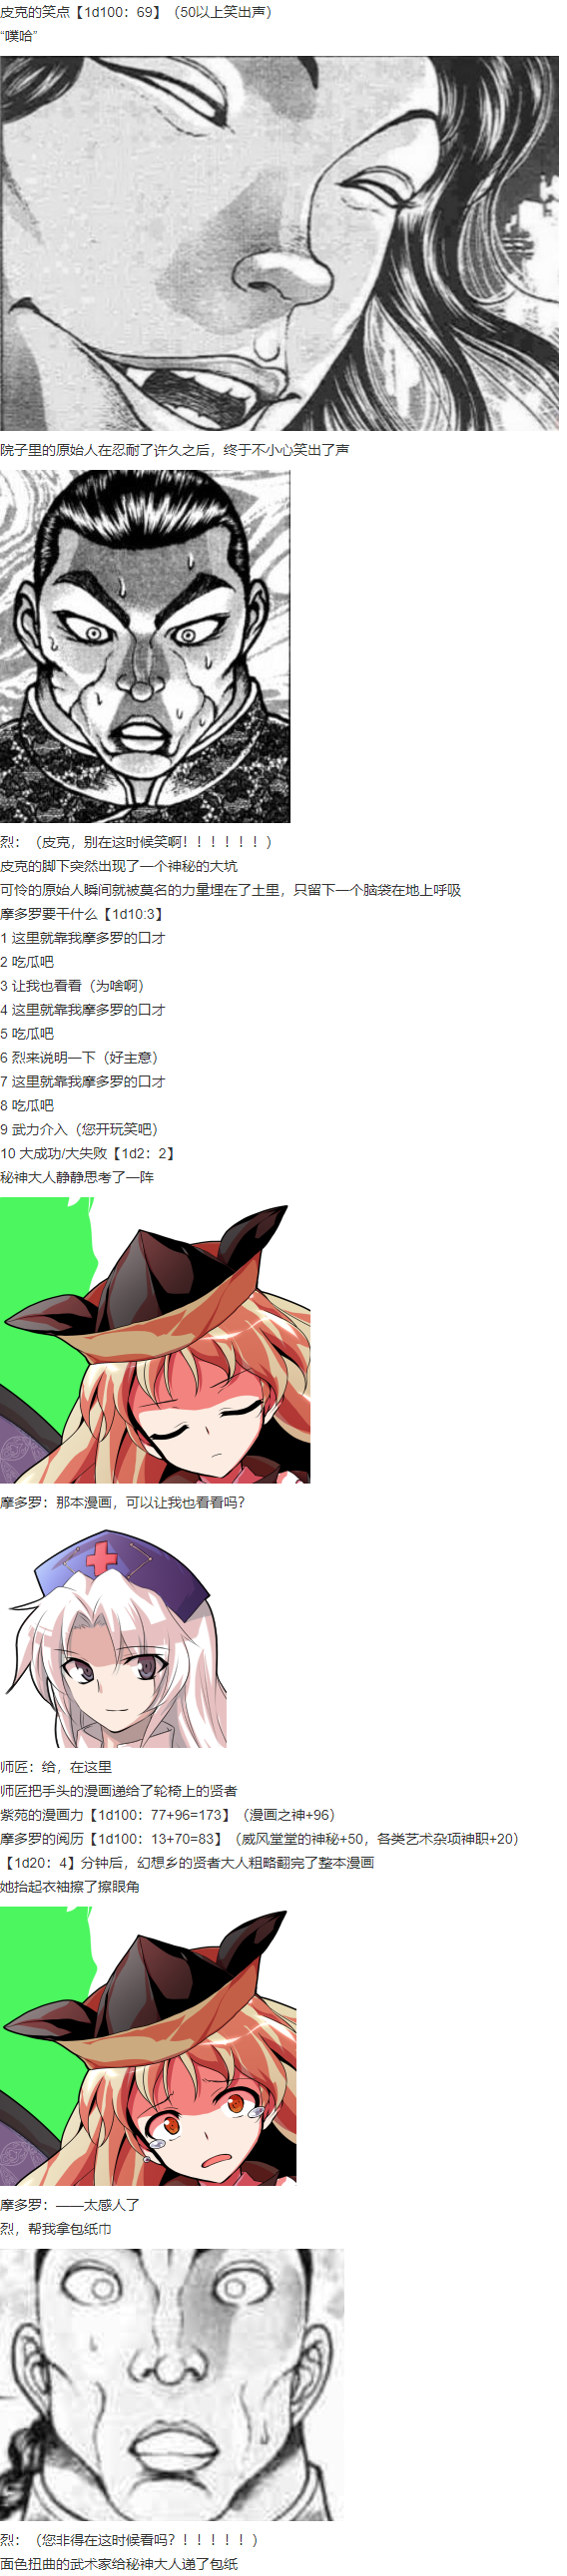 皮克的笑点【1d100：69】（50以上笑出声）
“噗哈”
院子里的原始人在忍耐了许久之后，终于不小心笑出了声
烈：（皮克，别在这时候笑啊！！！！！！）
皮克的脚下突然出现了一个神秘的大坑
可怜的原始人瞬间就被莫名的力量埋在了土里，只留下一个脑袋在地上呼吸
摩多罗要干什么【1d10:3】
1 这里就靠我摩多罗的口才
2 吃瓜吧
3 让我也看看（为啥啊）
4 这里就靠我摩多罗的口才
5 吃瓜吧
6 烈来说明一下（好主意）
7 这里就靠我摩多罗的口才
8 吃瓜吧
9 武力介入（您开玩笑吧）
10 大成功/大失败【1d2：2】
秘神大人静静思考了一阵
摩多罗：那本漫画，可以让我也看看吗？
师匠：给，在这里
师匠把手头的漫画递给了轮椅上的贤者
紫苑的漫画力【1d100：77+96=173】（漫画之神+96）
摩多罗的阅历【1d100：13+70=83】（威风堂堂的神秘+50，各类艺术杂项神职+20）
【1d20：4】分钟后，幻想乡的贤者大人粗略翻完了整本漫画
她抬起衣袖擦了擦眼角
摩多罗：——太感人了
烈，帮我拿包纸巾
烈：（您非得在这时候看吗？！！！！！）
面色扭曲的武术家给秘神大人递了包纸